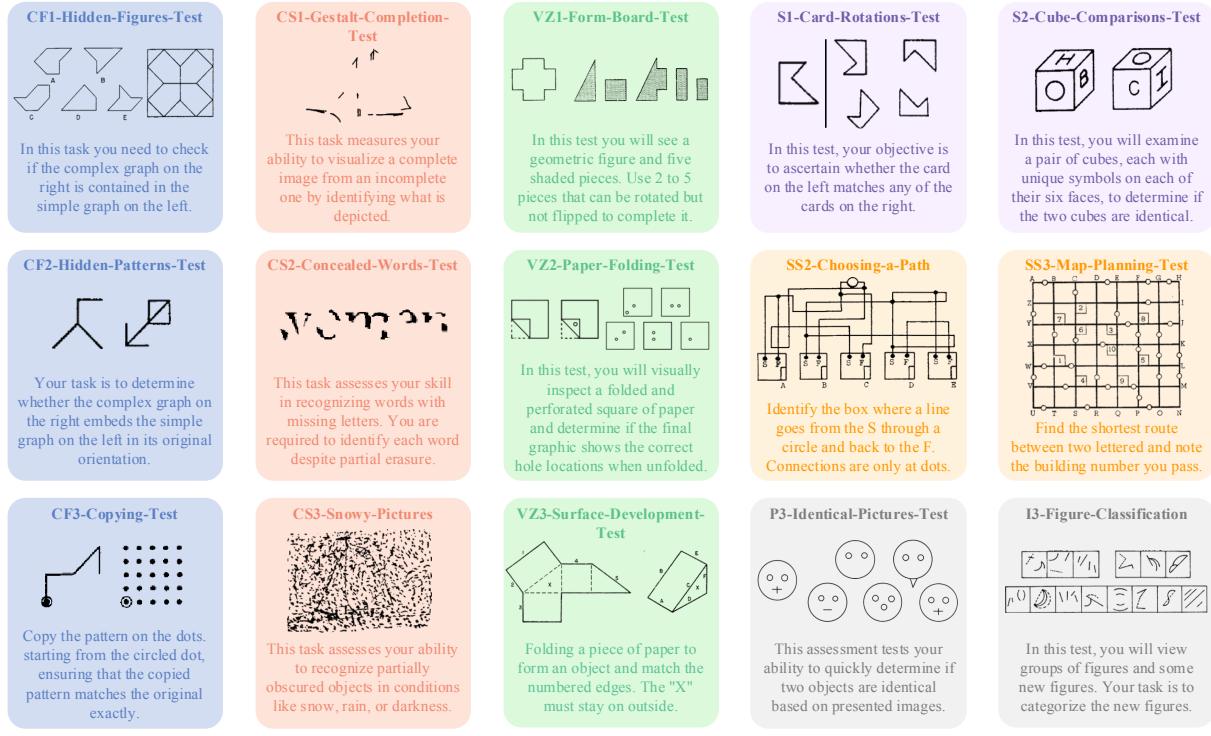 CF1-Hidden-Figures-Test
A
B
C
D
E
In this task you need to check
if the complex graph on the
right is contained in the
simple graph on the left.
CS1-Gestalt-Completion-
Test
This task measures your
ability to visualize a complete
image from an incomplete
one by identifying what is
depicted.
VZ1-Form-Board-Test
In this test you will see a
geometric figure and five
shaded pieces. Use 2 to 5
pieces that can be rotated but
not flipped to complete it.
S1-Card-Rotations-Test
In this test, your objective is
to ascertain whether the card
on the left matches any of the
cards on the right.
S2-Cube-Comparisons-Test
H
O
B
O
C
I
In this test, you will examine
a pair of cubes, each with
unique symbols on each of
their six faces, to determine if
the two cubes are identical.
CF2-Hidden-Patterns-Test
Your task is to determine
whether the complex graph on
the right embeds the simple
graph on the left in its original
orientation.
CS2-Concealed-Words-Test
women
This task assesses your skill
in recognizing words with
missing letters. You are
required to identify each word
despite partial erasure.
VZ2-Paper-Folding-Test
In this test, you will visually
inspect a folded and
perforated square of paper
and determine if the final
graphic shows the correct
hole locations when unfolded.
SS2-Choosing-a-Path
S F S F S F S F S F
A B C D E
Identify the box where a line
goes from the S through a
circle and back to the F.
Connections are only at dots.
SS3-Map-Planning-Test
A B C D E F G H
Z I
2
Y 7 8 J
6 3
X 10 K
W 1 5 L
V 4 9 M
U T S R Q P O N
Find the shortest route
between two lettered and note
the building number you pass.
CF3-Copying-Test
Copy the pattern on the dots.
starting from the circled dot,
ensuring that the copied
pattern matches the original
exactly.
CS3-Snowy-Pictures
This task assesses your ability
to recognize partially
obscured objects in conditions
like snow, rain, or darkness.
VZ3-Surface-Development-
Test
1
2
3
4
5
X
A
B
C
D
E
F
X
Folding a piece of paper to
form an object and match the
numbered edges. The "X"
must stay on outside.
P3-Identical-Pictures-Test
This assessment tests your
ability to quickly determine if
two objects are identical
based on presented images.
I3-Figure-Classification
In this test, you will view
groups of figures and some
new figures. Your task is to
categorize the new figures.